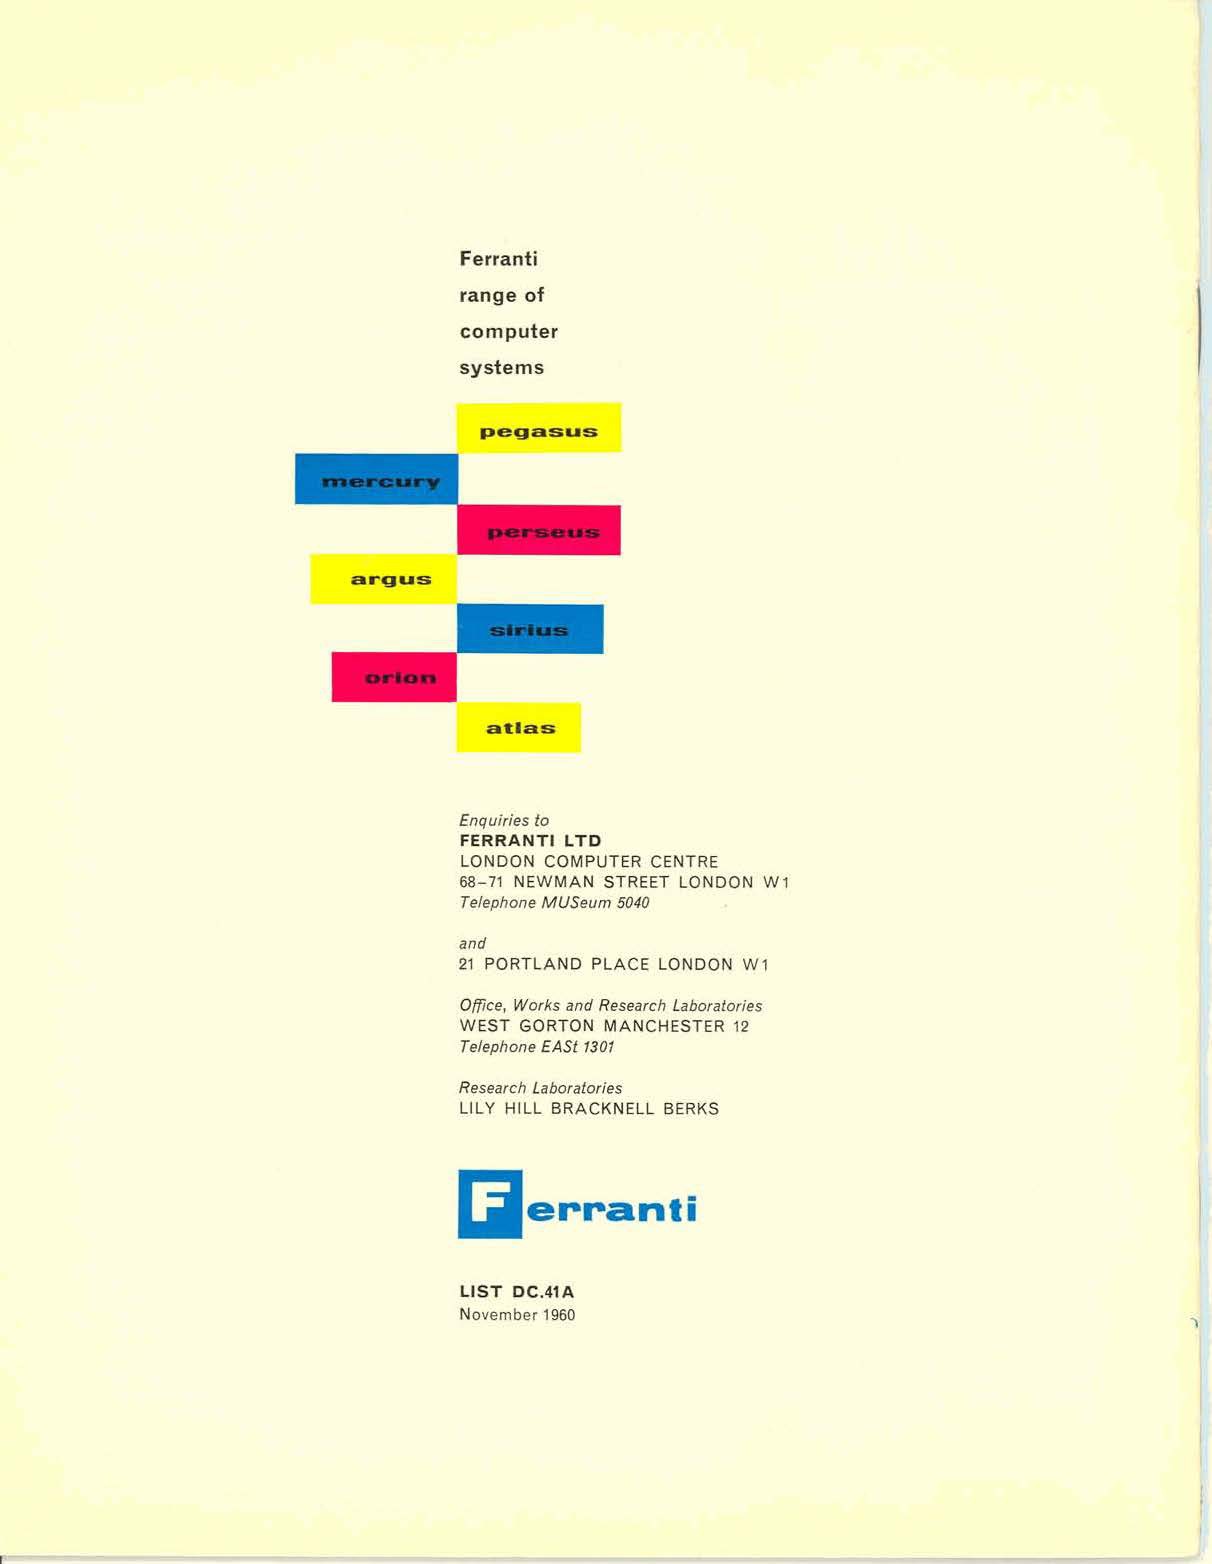 Ferranti
range of
computer
systems
pegasus
mercury
perseus
argus
sirius
orion
atlas
Enquiries to
FERRANTI LTD
LONDON COMPUTER CENTRE
68–71 NEWMAN STREET LONDON W1
Telephone MUSeum 5040
and
21 PORTLAND PLACE LONDON W1
Office, Works and Research Laboratories
WEST GORTON MANCHESTER 12
Telephone EASt 1301
Research Laboratories
LILY HILL BRACKNELL BERKS
Ferranti
LIST DC.41A
November 1960